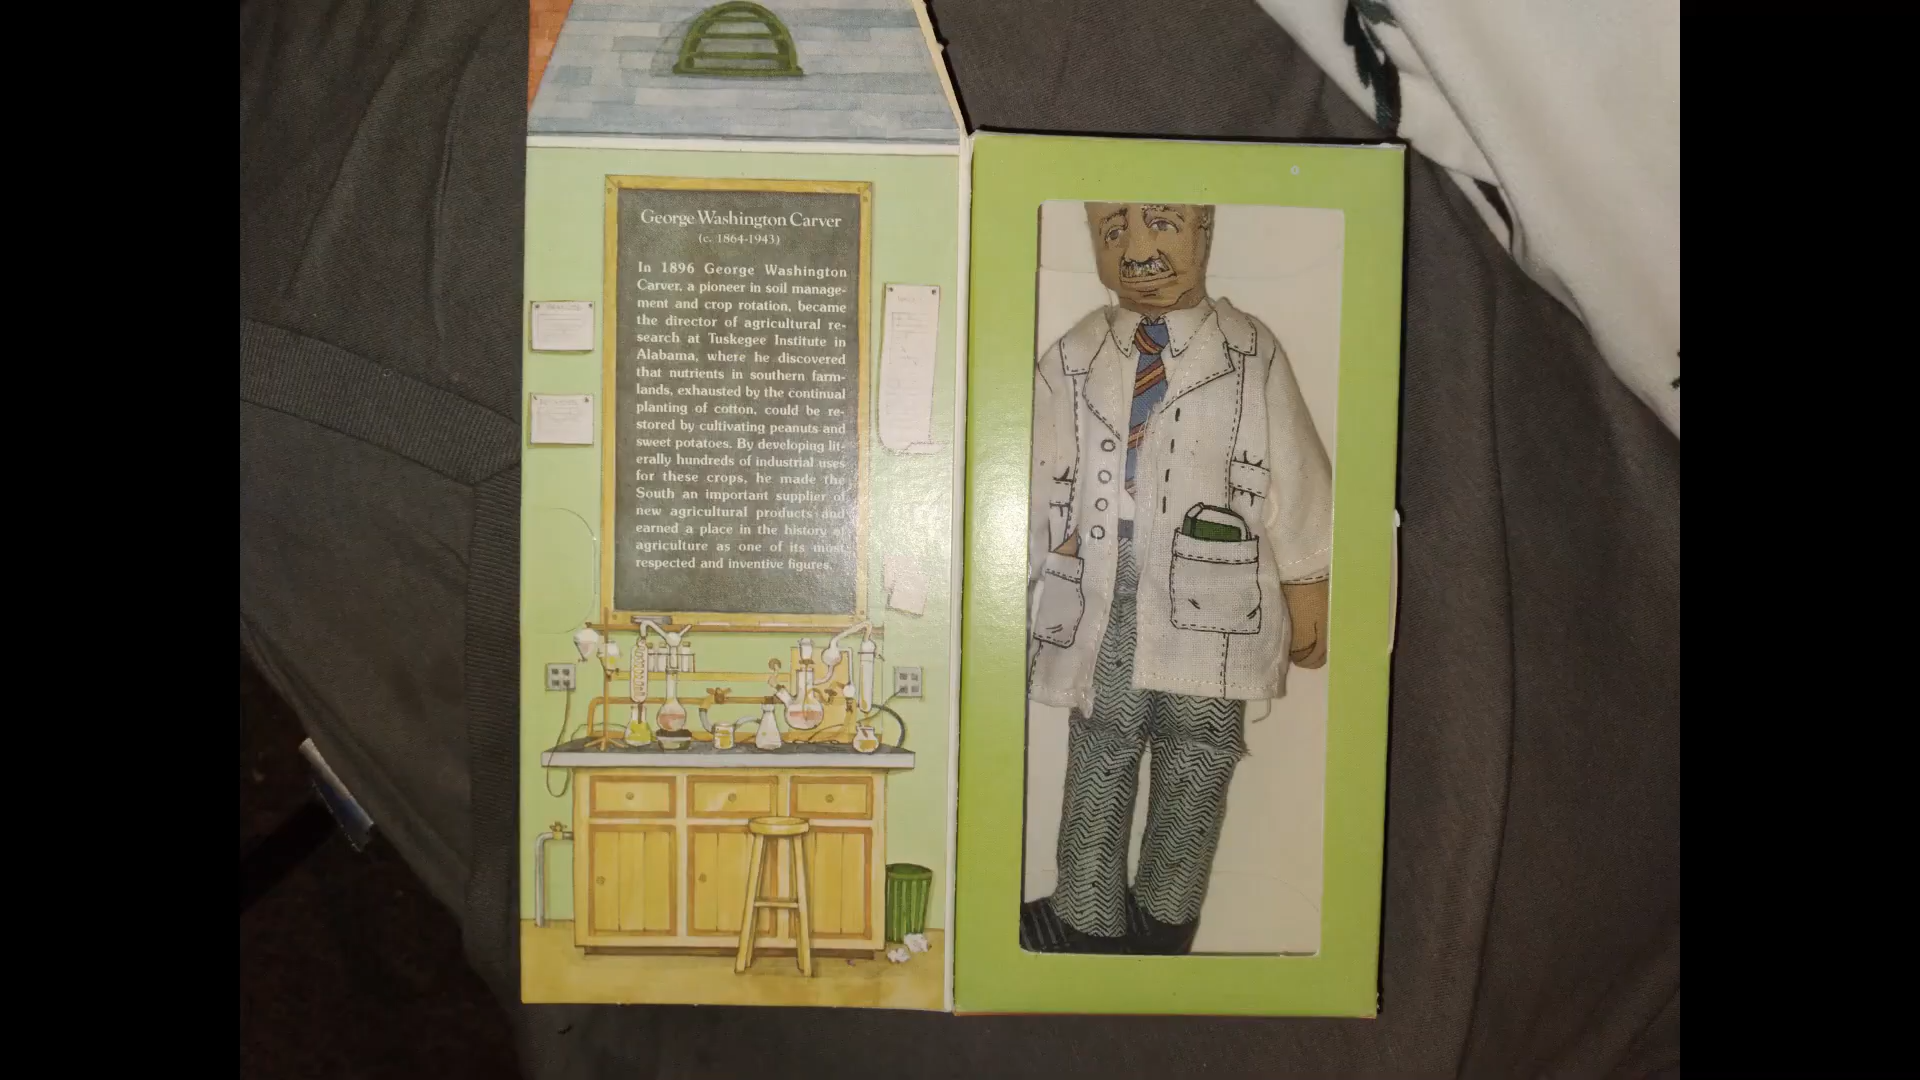 George Washington Carver
(c. 1864-1943)
In 1896 George Washington
Carver, a pioneer in soil manage-
ment and crop rotation, became
the director of agricultural re-
search at Tuskegee Institute in
Alabama, where he discovered
that nutrients in southern farm-
lands, exhausted by the continual
planting of cotton, could be re-
stored by cultivating peanuts and
sweet potatoes. By developing lit-
erally hundreds of industrial uses
for these crops, he made the
South an important supplier of
new agricultural products and
earned a place in the history of
agriculture as one of its most
respected and inventive figures.